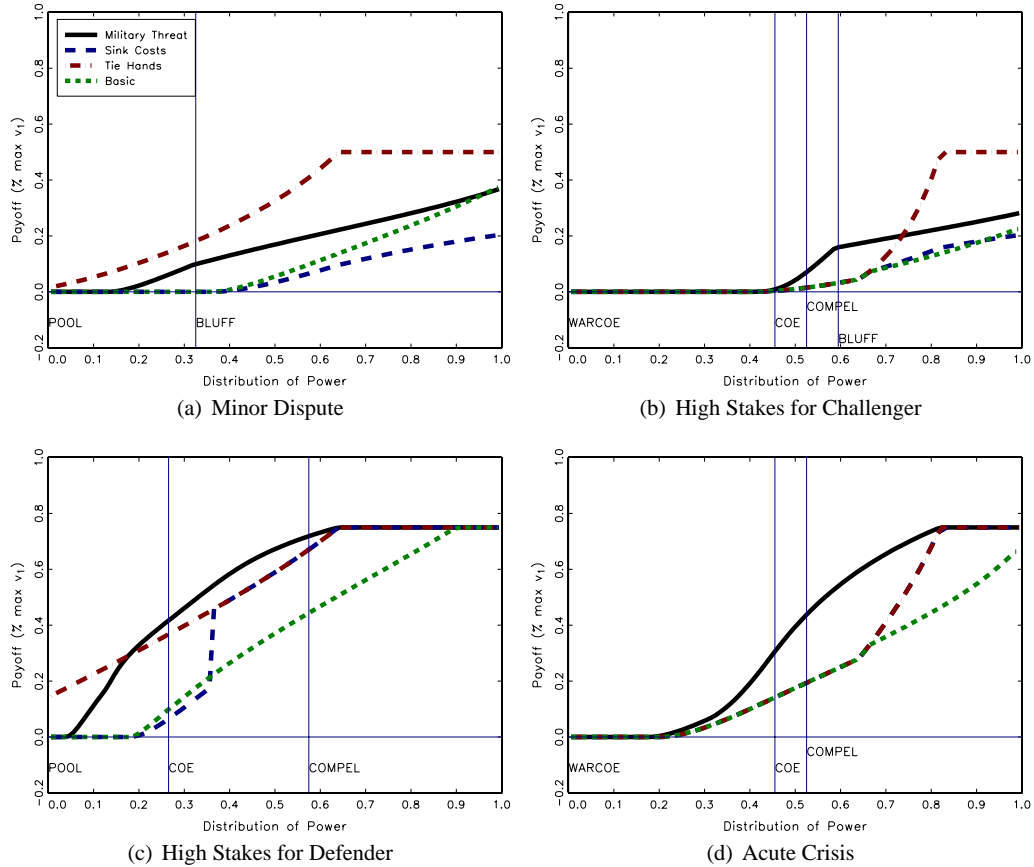 Military Threat
Sink Costs
Tie Hands
Basic
Payoff (% max v1)
1.0
0.8
0.6
0.4
0.2
0.0
-0.2
POOL
BLUFF
0.0 0.1 0.2 0.3 0.4 0.5 0.6 0.7 0.8 0.9 1.0
Distribution of Power
(a) Minor Dispute
Payoff (% max v1)
1.0
0.8
0.6
0.4
0.2
0.0
-0.2
WARCOE
COE
COMPEL
BLUFF
0.0 0.1 0.2 0.3 0.4 0.5 0.6 0.7 0.8 0.9 1.0
Distribution of Power
(b) High Stakes for Challenger
Payoff (% max v1)
1.0
0.8
0.6
0.4
0.2
0.0
-0.2
POOL
COE
COMPEL
0.0 0.1 0.2 0.3 0.4 0.5 0.6 0.7 0.8 0.9 1.0
Distribution of Power
(c) High Stakes for Defender
Payoff (% max v1)
1.0
0.8
0.6
0.4
0.2
0.0
-0.2
WARCOE
COE
COMPEL
0.0 0.1 0.2 0.3 0.4 0.5 0.6 0.7 0.8 0.9 1.0
Distribution of Power
(d) Acute Crisis